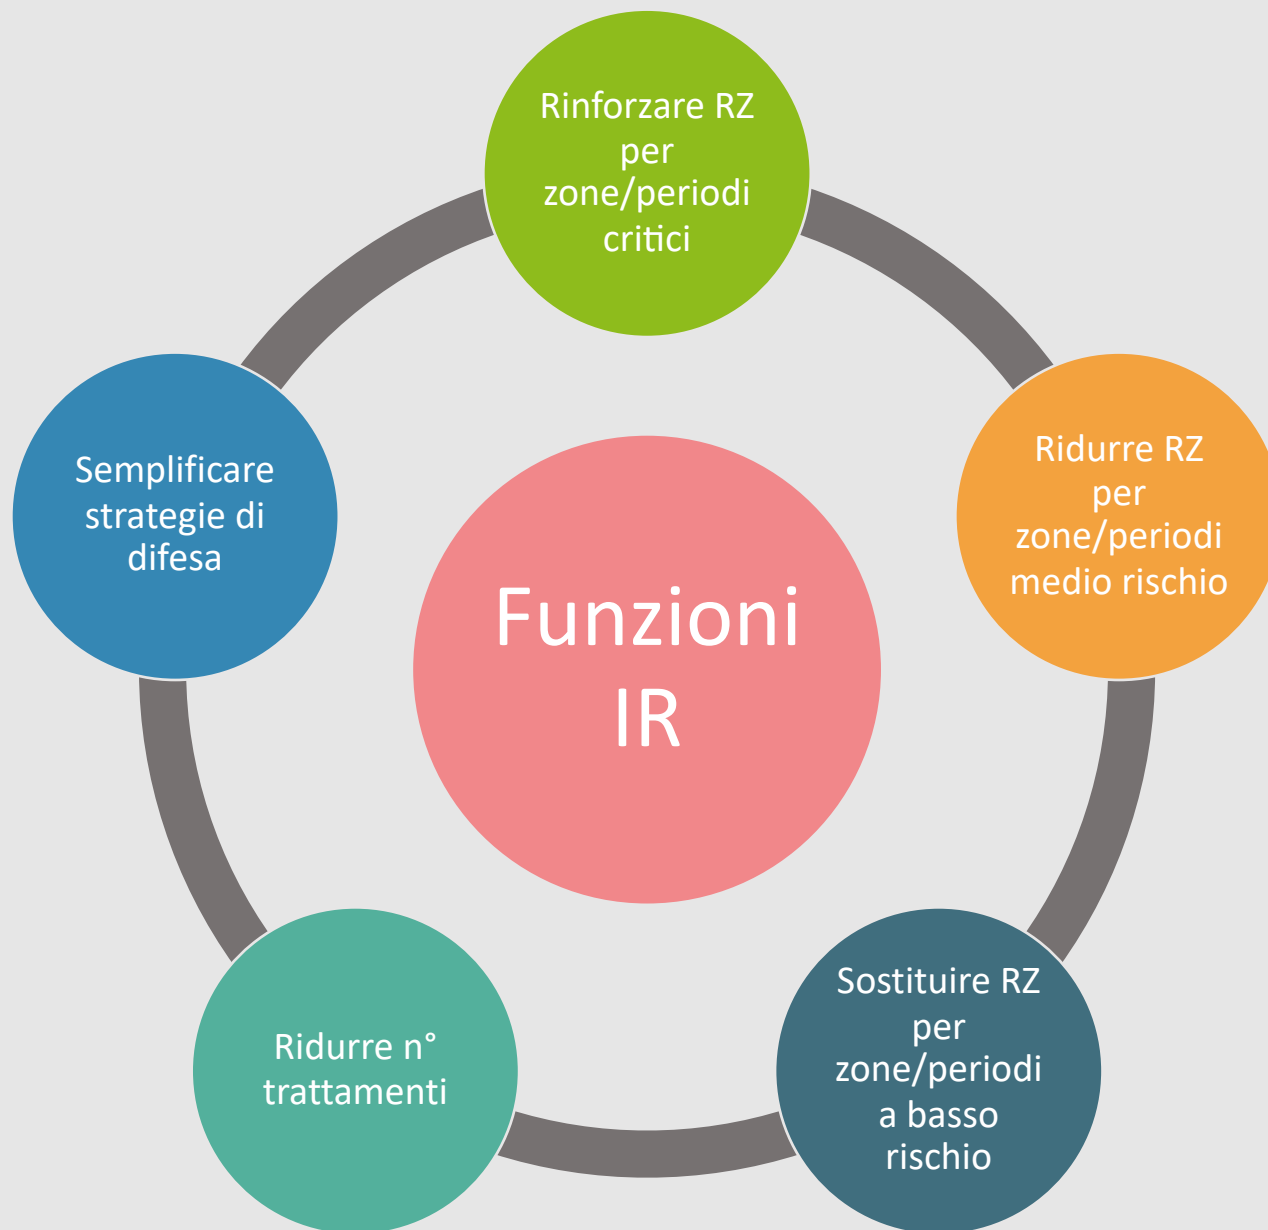 Rinforzare RZ
per
zone/periodi
critici
Ridurre RZ
per
zone/periodi
medio rischio
Sostituire RZ
per
zone/periodi
a basso
rischio
Ridurre n°
trattamenti
Semplificare
strategie di
difesa
Funzioni
IR